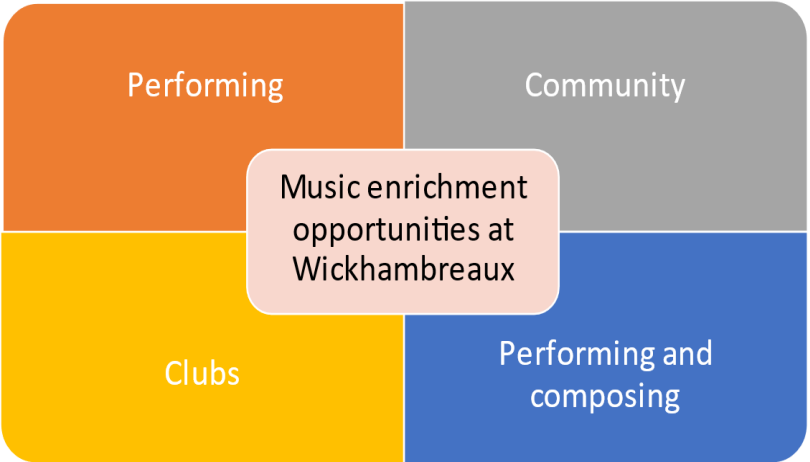 Performing
Community
Music enrichment
opportunities at
Wickhambreaux
Clubs
Performing and
composing